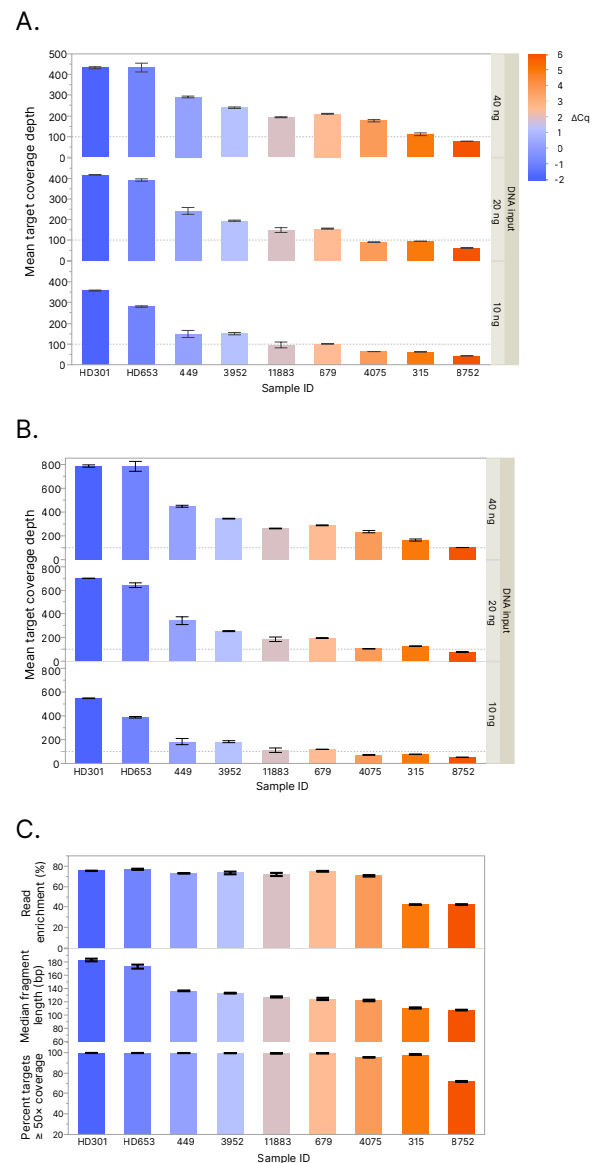 A.
Mean target coverage depth
500
400
300
200
100
0
40 ng
400
300
200
100
0
20 ng
400
300
200
100
0
10 ng
DNA input
HD301 HD653 449 3952 11883 679 4075 315 8752
Sample ID
6
5
4
3
2
1
0
-1
-2
ΔCq
B.
Mean target coverage depth
800
600
400
200
0
40 ng
800
600
400
200
0
20 ng
800
600
400
200
0
10 ng
DNA input
HD301 HD653 449 3952 11883 679 4075 315 8752
Sample ID
C.
Read
enrichment (%)
80
60
40
20
0
Median fragment
length (bp)
180
160
140
120
100
80
60
Percent targets
≥ 50× coverage
100
80
60
40
20
HD301 HD653 449 3952 11883 679 4075 315 8752
Sample ID